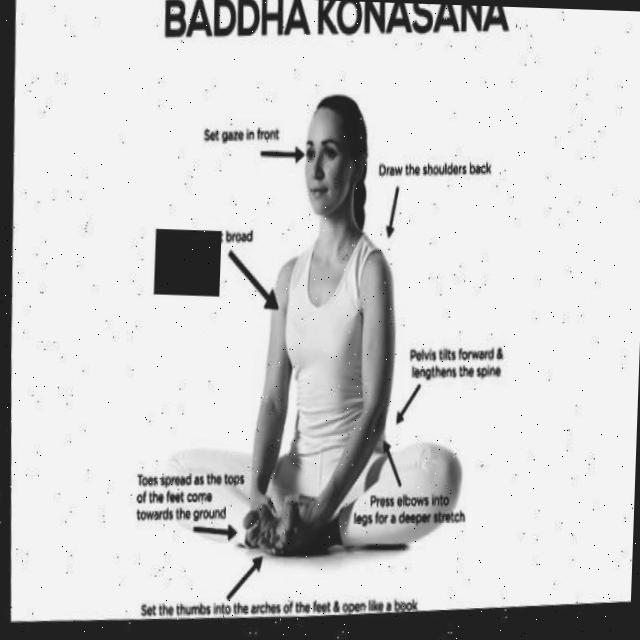 BADDHA KONASANA
Set gaze in front
Draw the shoulders back
broad
Pelvis tilts forward &
lengthens the spine
Toes spread as the tops
of the feet come
towards the ground
Press elbows into
legs for a deeper stretch
Set the thumbs into the arches of the feet & open like a book